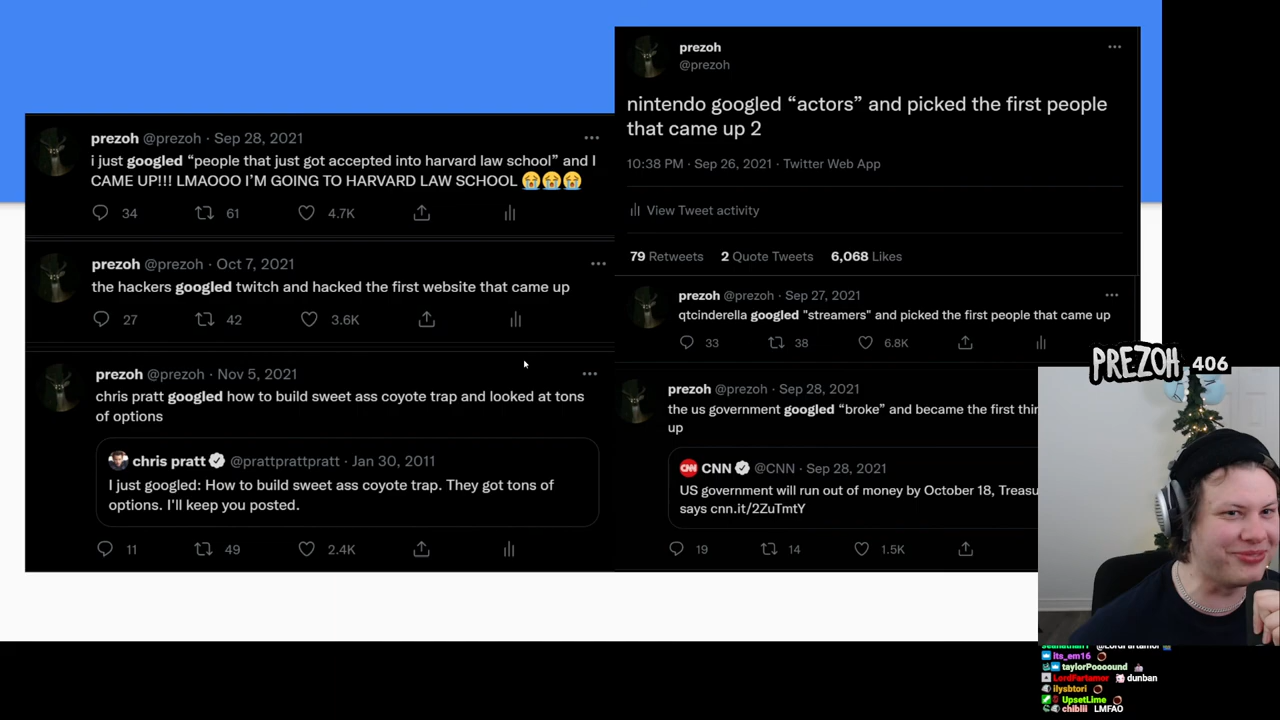 prezoh @prezoh · Sep 28, 2021
i just googled “people that just got accepted into harvard law school” and I
CAME UP!!! LMAOOO I’M GOING TO HARVARD LAW SCHOOL 😭😭😭
34 61 4.7K
prezoh @prezoh · Oct 7, 2021
the hackers googled twitch and hacked the first website that came up
27 42 3.6K
prezoh @prezoh · Nov 5, 2021
chris pratt googled how to build sweet ass coyote trap and looked at tons
of options
chris pratt @prattprattpratt · Jan 30, 2011
I just googled: How to build sweet ass coyote trap. They got tons of
options. I'll keep you posted.
11 49 2.4K
prezoh
@prezoh
nintendo googled “actors” and picked the first people
that came up 2
10:38 PM · Sep 26, 2021 · Twitter Web App
View Tweet activity
79 Retweets 2 Quote Tweets 6,068 Likes
prezoh @prezoh · Sep 27, 2021
qtcinderella googled "streamers" and picked the first people that came up
33 38 6.8K
prezoh @prezoh · Sep 28, 2021
the us government googled “broke” and became the first thi
up
CNN CNN @CNN · Sep 28, 2021
US government will run out of money by October 18, Treasu
says cnn.it/2ZuTmtY
19 14 1.5K
PREZOH 406
its_em16
taylorPoooound
LordFartamor dunban
ilysbtori
UpsetLime
chibiii LMFAO